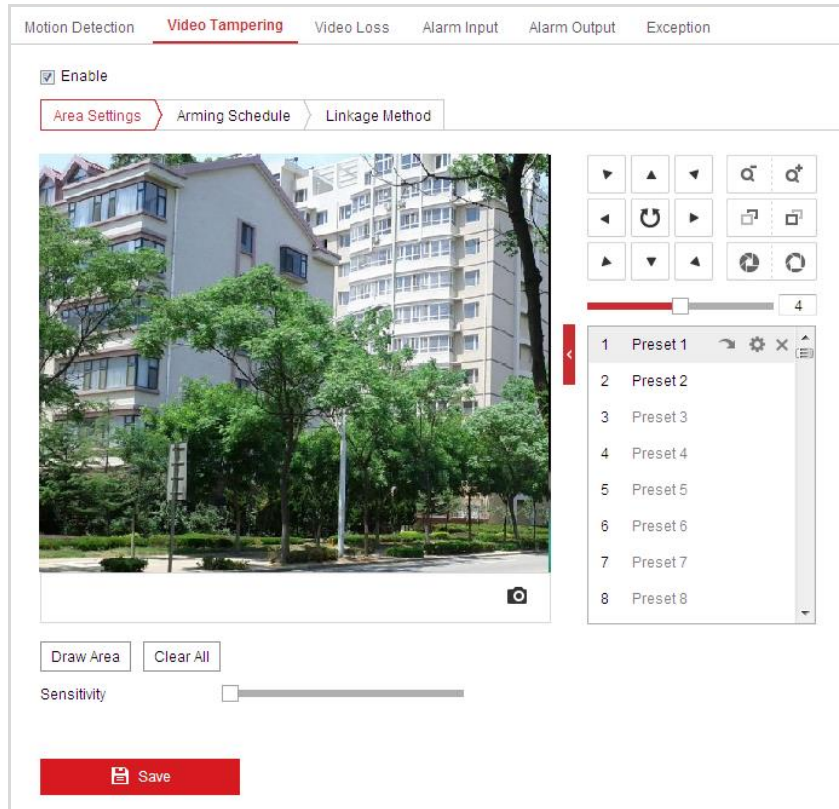 Motion Detection Video Tampering Video Loss Alarm Input Alarm Output Exception
Enable
Area Settings Arming Schedule Linkage Method
4
1 Preset 1
2 Preset 2
3 Preset 3
4 Preset 4
5 Preset 5
6 Preset 6
7 Preset 7
8 Preset 8
Draw Area Clear All
Sensitivity
Save